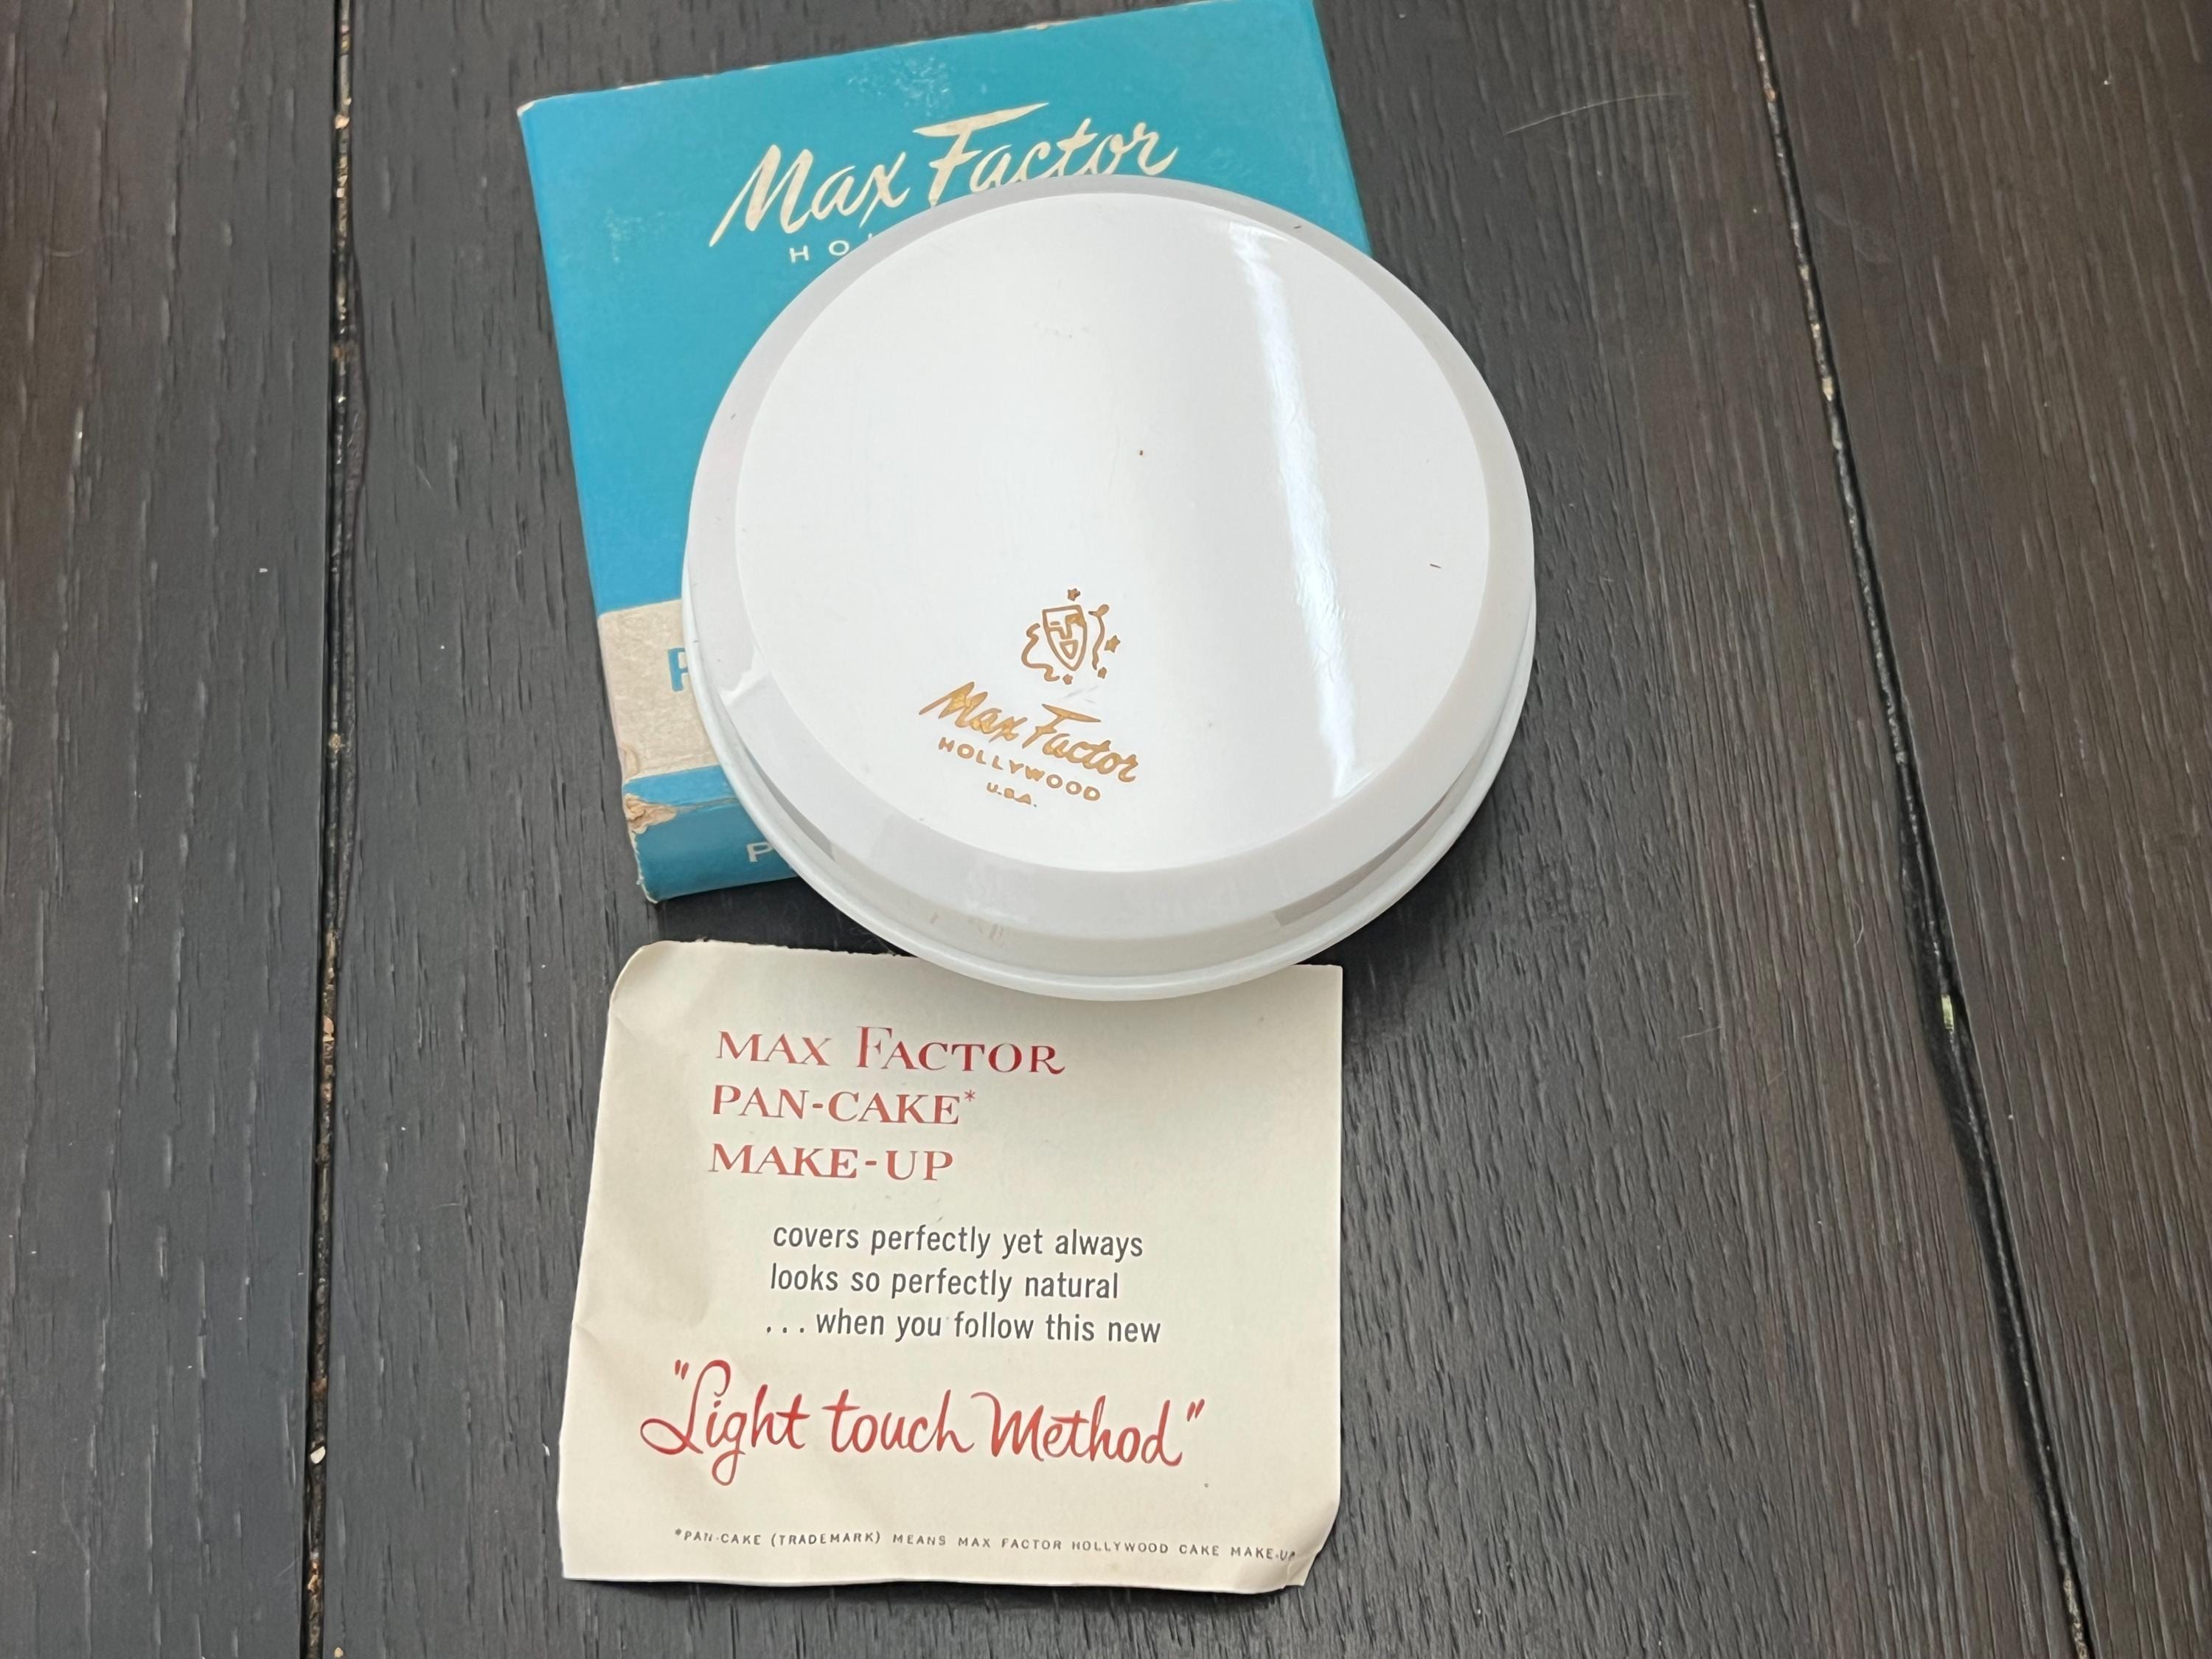 Max Factor
HO
P
P
Max Factor
HOLLYWOOD
U.S.A.
MAX FACTOR
PAN-CAKE*
MAKE-UP
covers perfectly yet always
looks so perfectly natural
...when you follow this new
"Light touch Method"
*PAN-CAKE (TRADEMARK) MEANS MAX FACTOR HOLLYWOOD CAKE MAKE-UP